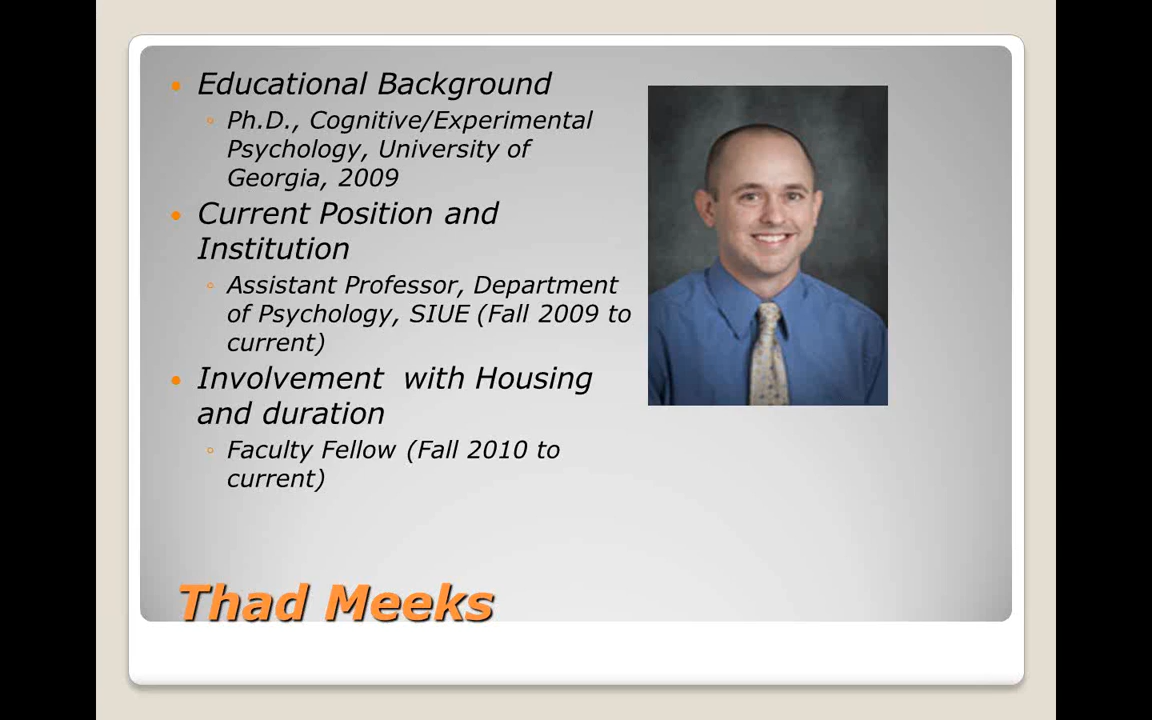 Educational Background
Ph.D., Cognitive/Experimental
Psychology, University of
Georgia, 2009
Current Position and
Institution
Assistant Professor, Department
of Psychology, SIUE (Fall 2009 to
current)
Involvement  with Housing
and duration
Faculty Fellow (Fall 2010 to
current)
Thad Meeks